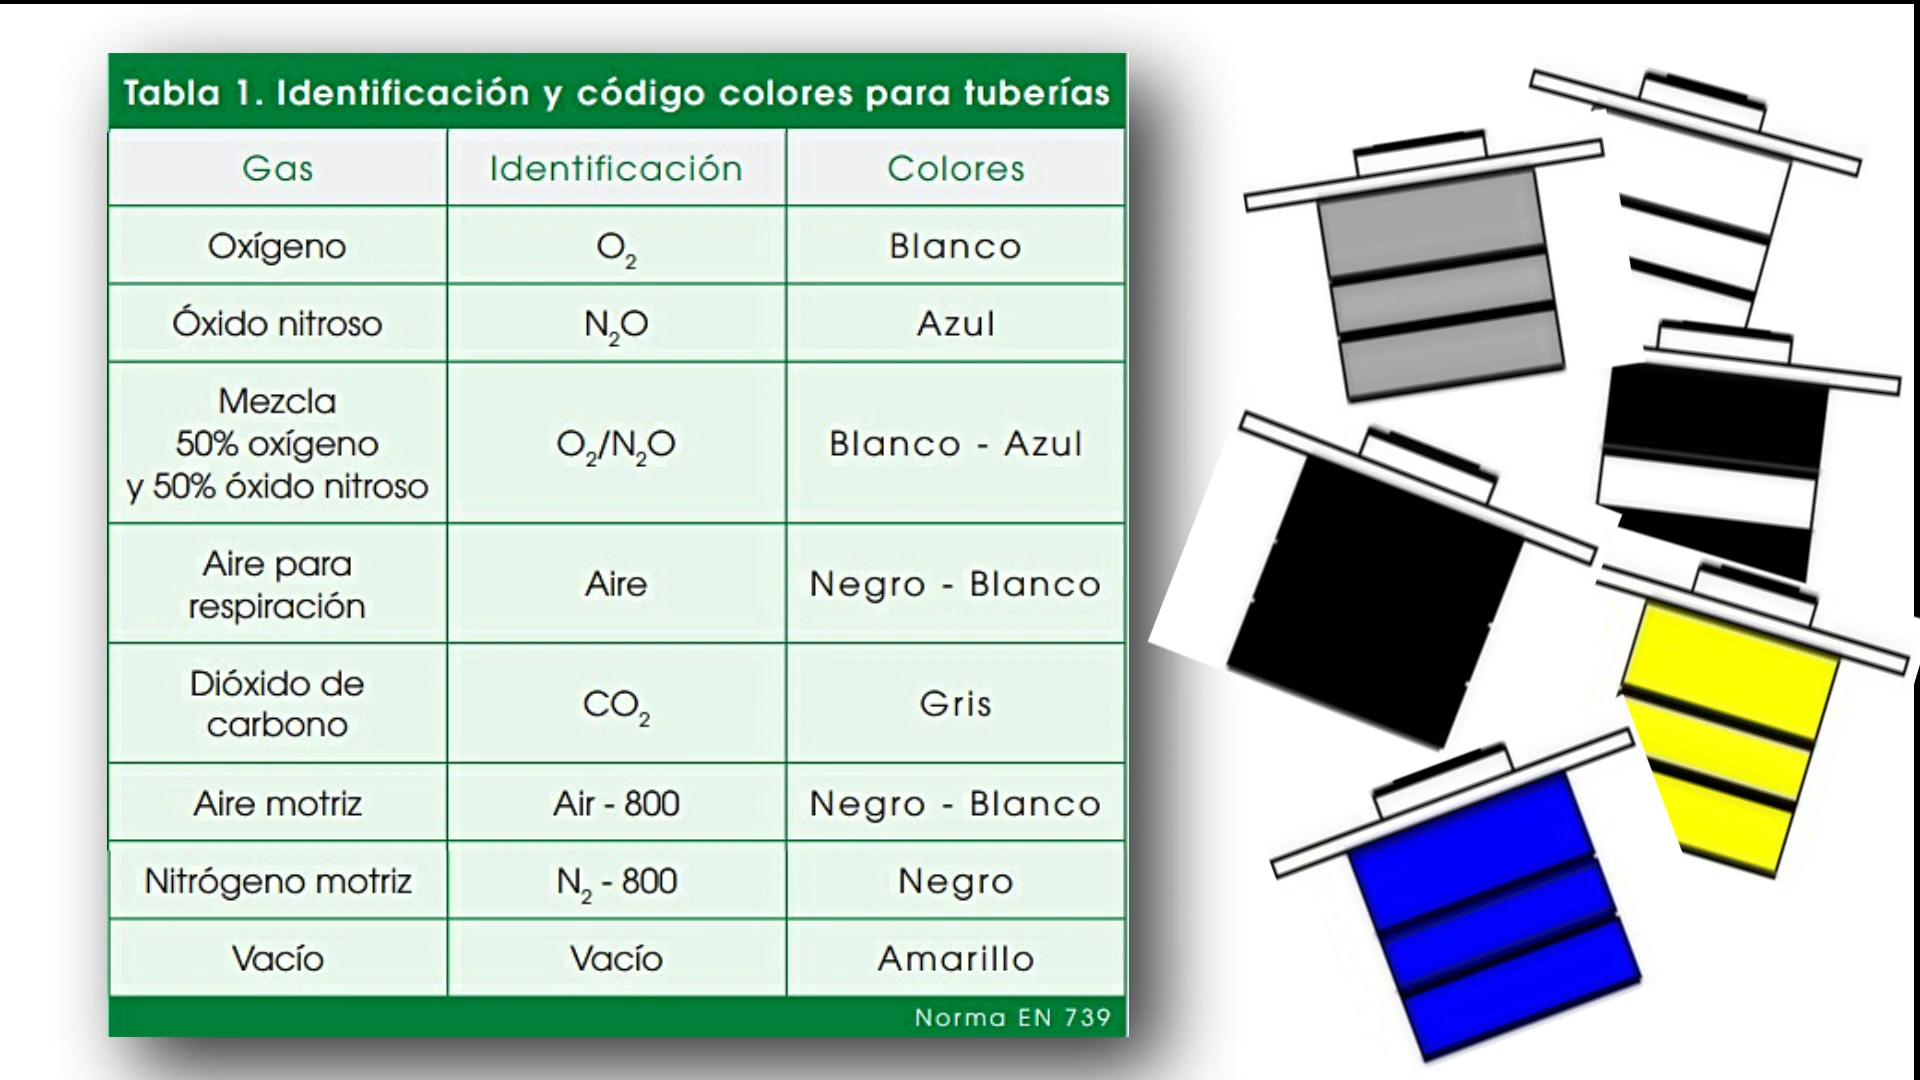 Tabla 1. Identificación y código colores para tuberías
Gas Identificación Colores
Oxígeno O₂ Blanco
Óxido nitroso N₂O Azul
Mezcla
50% oxígeno
y 50% óxido nitroso O₂/N₂O Blanco - Azul
Aire para
respiración Aire Negro - Blanco
Dióxido de
carbono CO₂ Gris
Aire motriz Air - 800 Negro - Blanco
Nitrógeno motriz N₂ - 800 Negro
Vacío Vacío Amarillo
Norma EN 739